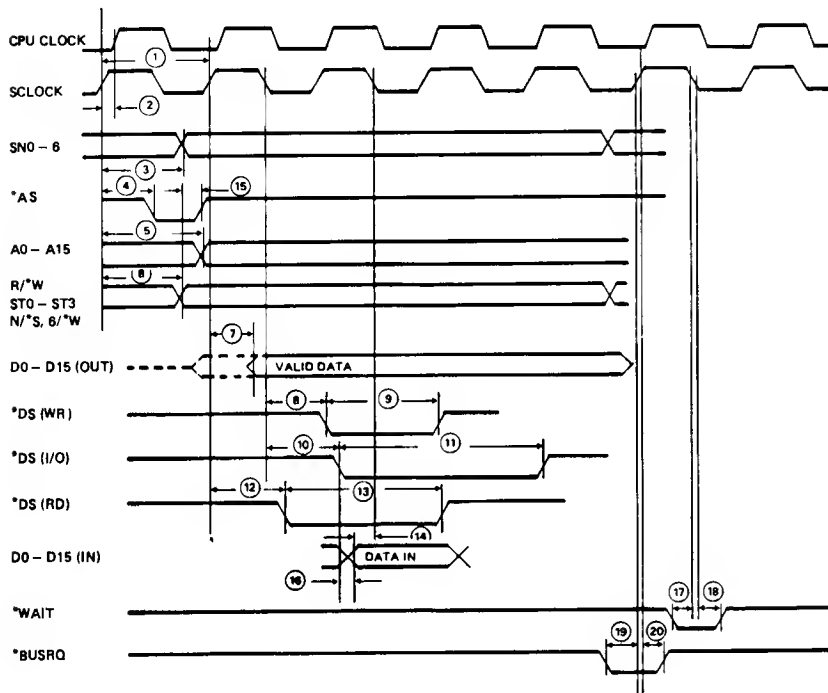 CPU CLOCK
1
SCLOCK
2
SN0 – 6
3
4
15
*AS
5
A0 – A15
8
R/*W
ST0 – ST3
N/*S, 6/*W
7
D0 – D15 (OUT)
VALID DATA
8
9
*DS (WR)
10
11
*DS (I/O)
12
13
*DS (RD)
14
D0 – D15 (IN)
DATA IN
16
17
18
*WAIT
19
20
*BUSRQ